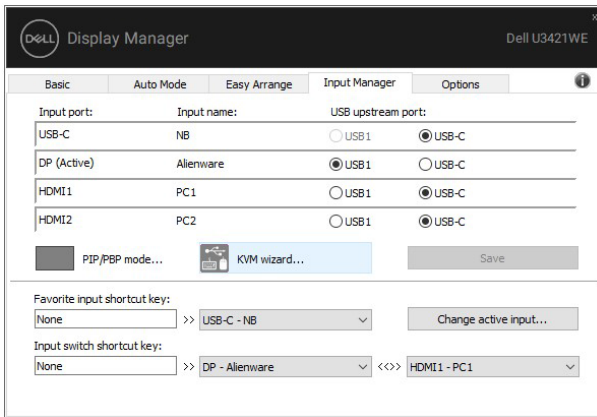 DELL Display Manager Dell U3421WE x
Basic Auto Mode Easy Arrange Input Manager Options i
Input port: Input name: USB upstream port:
USB-C NB USB1 USB-C
DP (Active) Alienware USB1 USB-C
HDMI1 PC1 USB1 USB-C
HDMI2 PC2 USB1 USB-C
PIP/PBP mode... KVM wizard... Save
Favorite input shortcut key:
None >> USB-C - NB Change active input...
Input switch shortcut key:
None >> DP - Alienware <<>> HDMI1 - PC1